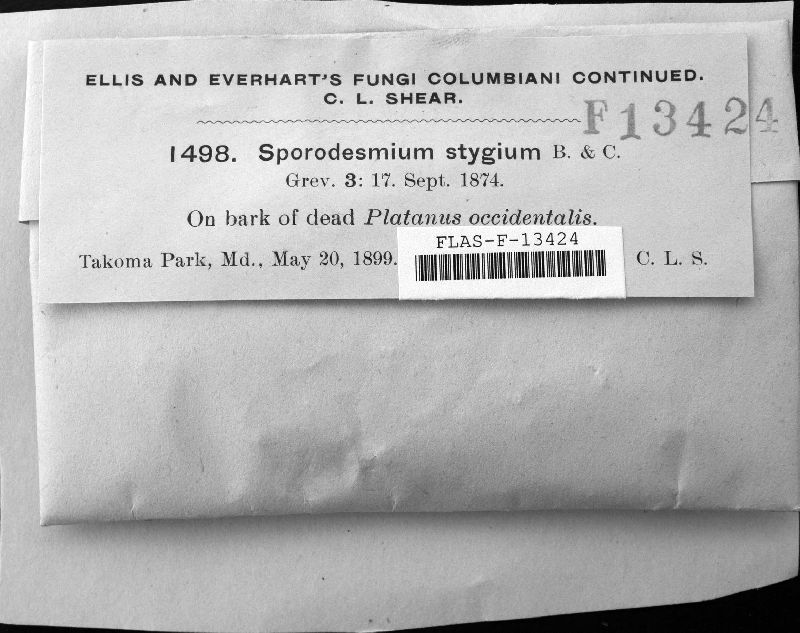 ELLIS AND EVERHART'S FUNGI COLUMBIANI CONTINUED.
C. L. SHEAR.
F13424
1498. Sporodesmium stygium B. & C.
Grev. 3: 17. Sept. 1874.
On bark of dead Platanus occidentalis.
FLAS-F-13424
Takoma Park, Md., May 20, 1899.
C. L. S.